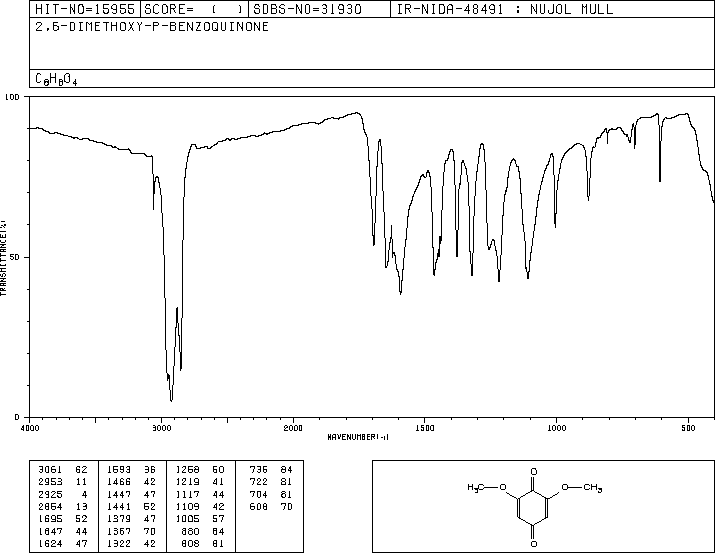 HIT-NO=15955 SCORE= ( ) SDBS-NO=31930 IR-NIDA-48491 : NUJOL MULL
2,6-DIMETHOXY-P-BENZOQUINONE
C8H8O4
100
50
0
TRANSMITTANCE(%)
4000 3000 2000 1500 1000 500
WAVENUMBER(-1)
3061 62 1593 36 1258 50 736 84
2953 11 1466 42 1219 41 722 81
2925 4 1447 47 1117 44 704 81
2854 13 1441 52 1109 42 608 70
1695 52 1379 47 1005 57
1647 44 1367 70 880 64
1624 47 1322 42 808 81
O
H3C O O CH3
O